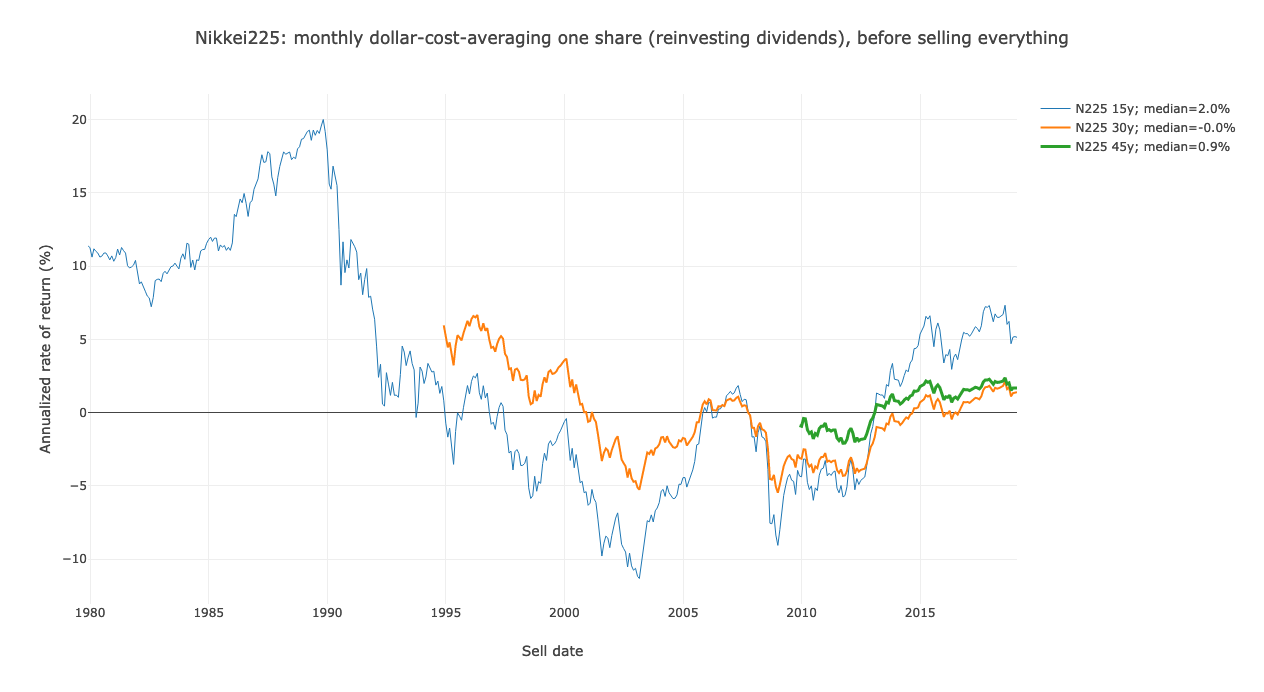 Nikkei225: monthly dollar-cost-averaging one share (reinvesting dividends), before selling everything
N225 15y; median=2.0%
N225 30y; median=-0.0%
N225 45y; median=0.9%
Annualized rate of return (%)
20
15
10
5
0
−5
−10
1980
1985
1990
1995
2000
2005
2010
2015
Sell date